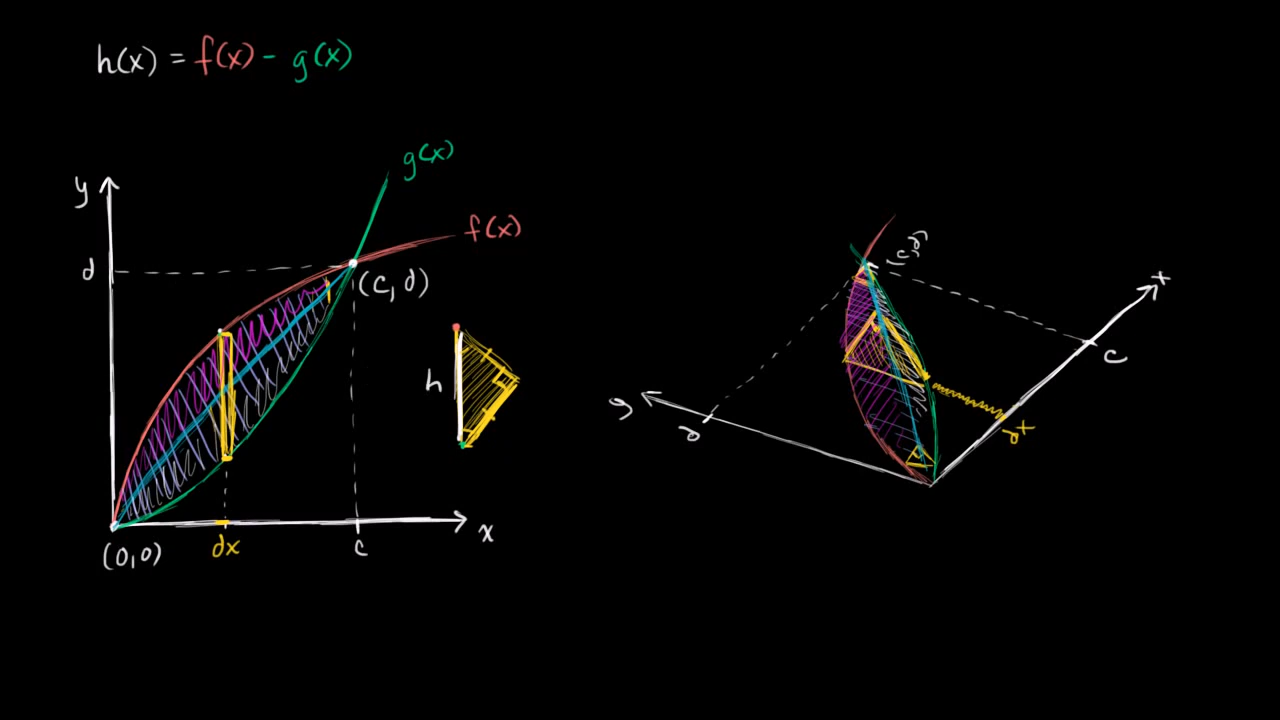 h(x) = f(x) - g(x)
g(x)
y
f(x)
d
(c, d)
h
x
(0,0)
dx
c
(c,d)
x
c
y
d
dx